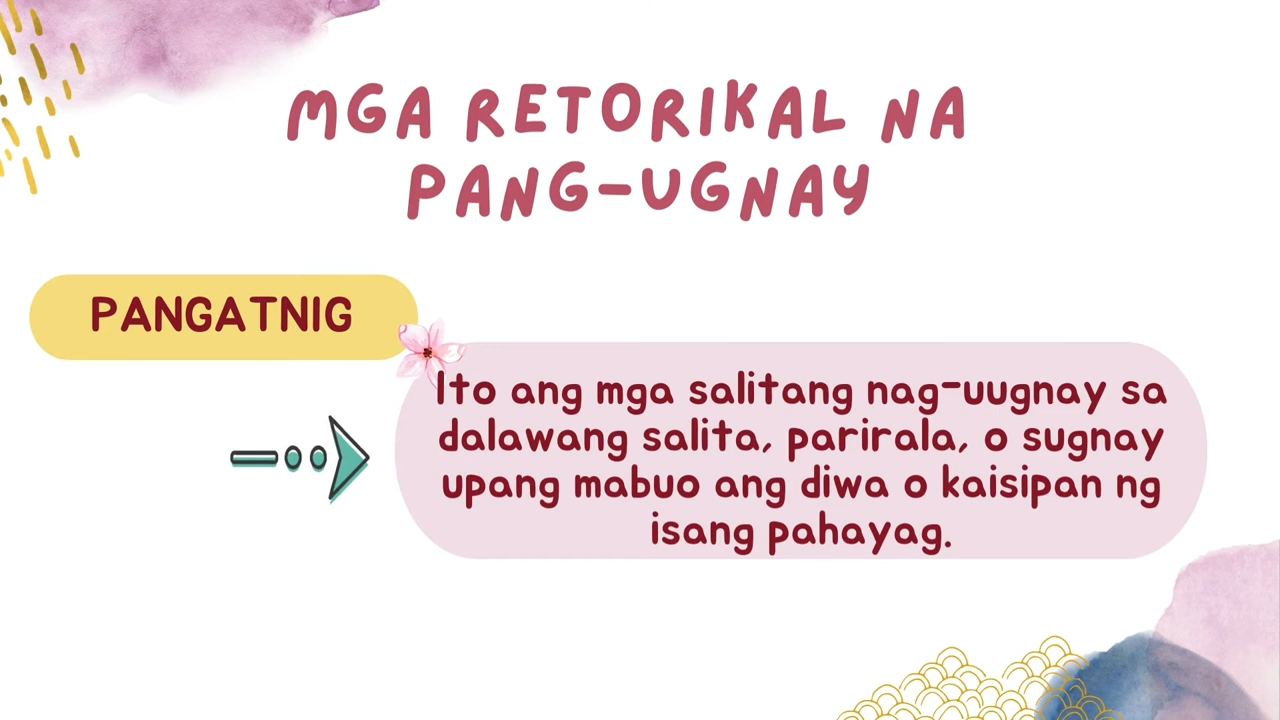 MGA RETORIKAL NA
PANG-UGNAY
PANGATNIG
Ito ang mga salitang nag-uugnay sa
dalawang salita, parirala, o sugnay
upang mabuo ang diwa o kaisipan ng
isang pahayag.